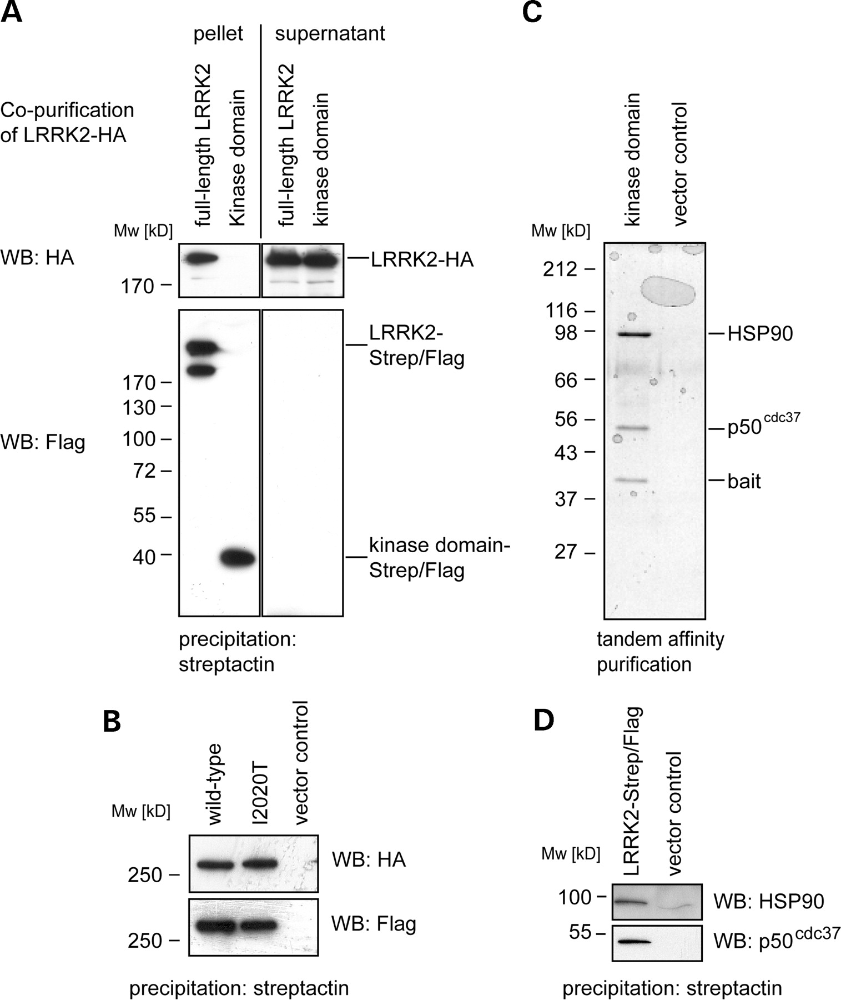 A
pellet
supernatant
Co-purification
of LRRK2-HA
full-length LRRK2
Kinase domain
full-length LRRK2
kinase domain
Mw [kD]
WB: HA
170
LRRK2-HA
LRRK2-
Strep/Flag
170
130
WB: Flag
100
72
55
40
kinase domain-
Strep/Flag
precipitation:
streptactin
C
kinase domain
vector control
Mw [kD]
212
116
98
HSP90
66
56
p50cdc37
43
bait
37
27
tandem affinity
purification
B
wild-type
I2020T
vector control
Mw [kD]
250
WB: HA
250
WB: Flag
precipitation: streptactin
D
LRRK2-Strep/Flag
vector control
Mw [kD]
100
WB: HSP90
55
WB: p50cdc37
precipitation: streptactin